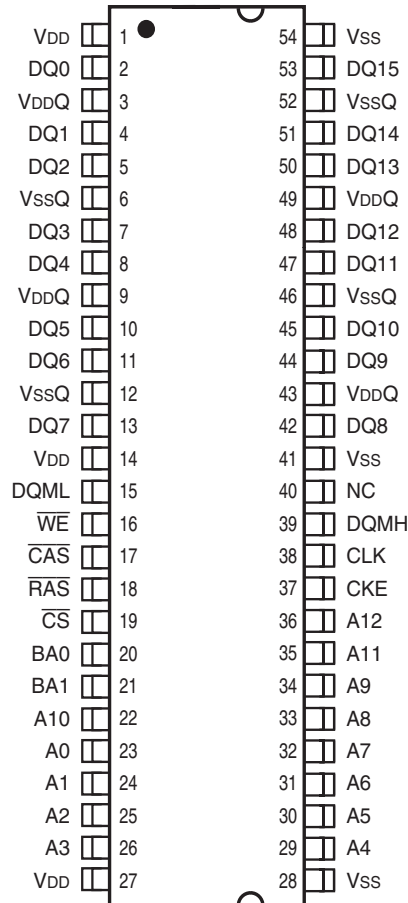 VDD 1 54 VSS
DQ0 2 53 DQ15
VDDQ 3 52 VSSQ
DQ1 4 51 DQ14
DQ2 5 50 DQ13
VSSQ 6 49 VDDQ
DQ3 7 48 DQ12
DQ4 8 47 DQ11
VDDQ 9 46 VSSQ
DQ5 10 45 DQ10
DQ6 11 44 DQ9
VSSQ 12 43 VDDQ
DQ7 13 42 DQ8
VDD 14 41 VSS
DQML 15 40 NC
W̅E̅ 16 39 DQMH
C̅A̅S̅ 17 38 CLK
R̅A̅S̅ 18 37 CKE
C̅S̅ 19 36 A12
BA0 20 35 A11
BA1 21 34 A9
A10 22 33 A8
A0 23 32 A7
A1 24 31 A6
A2 25 30 A5
A3 26 29 A4
VDD 27 28 VSS